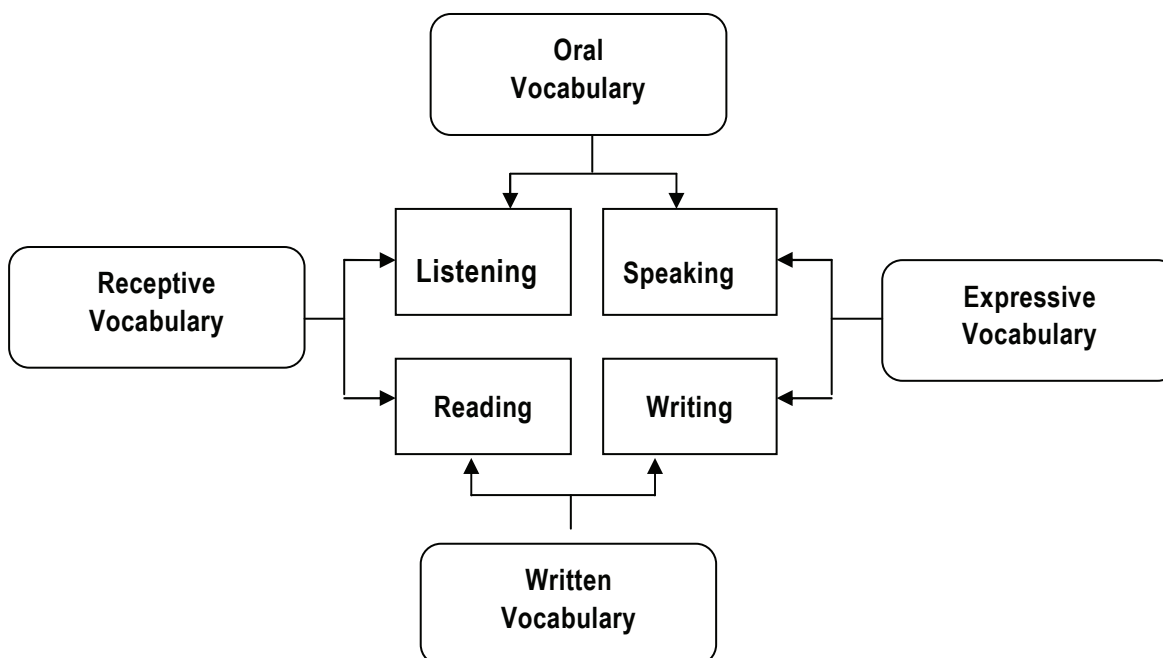 Oral
Vocabulary
Listening
Speaking
Receptive
Vocabulary
Expressive
Vocabulary
Reading
Writing
Written
Vocabulary